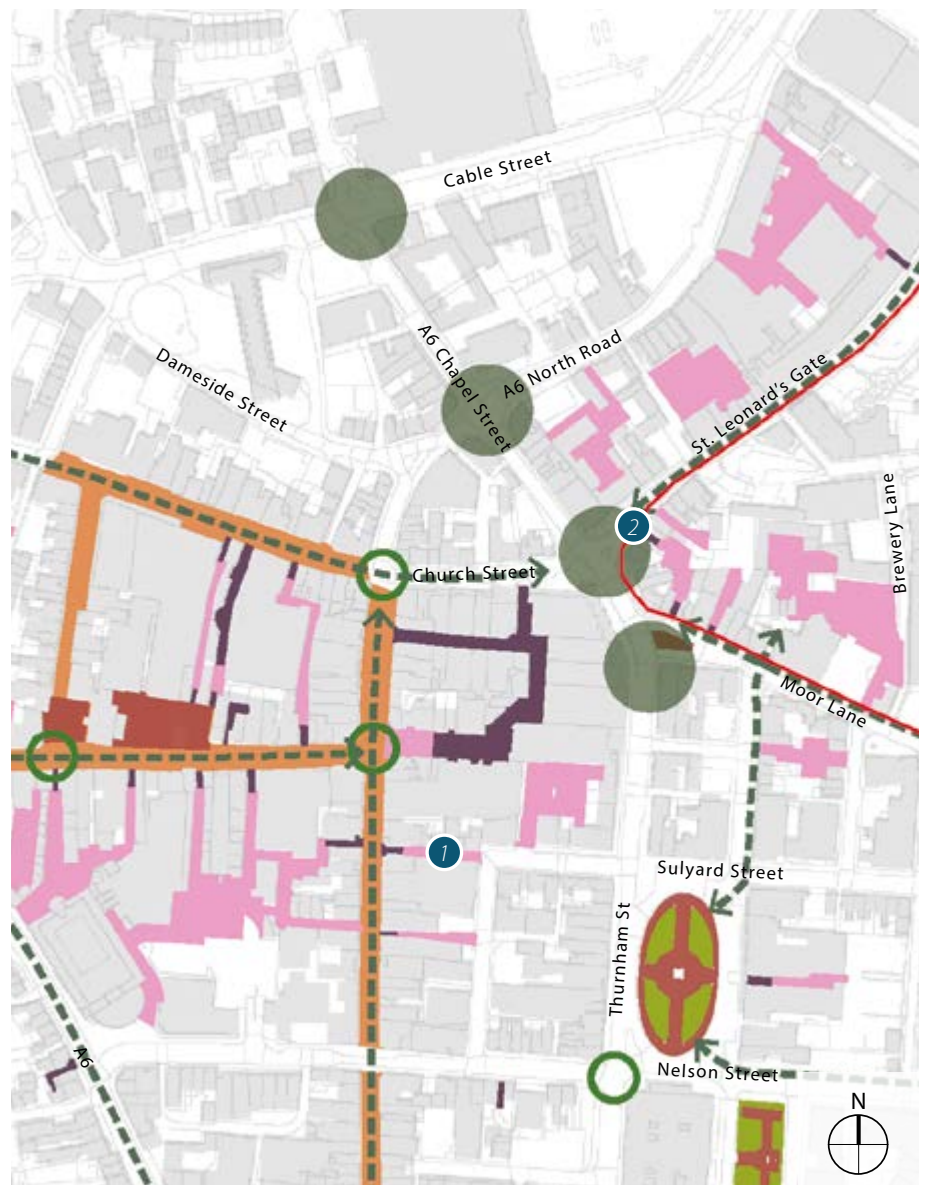 Cable Street
A6 Chapel Street
A6 North Road
Dameside Street
St. Leonard's Gate
Brewery Lane
2
Church Street
Moor Lane
1
Sulyard Street
Thurnham St
A6
Nelson Street
N